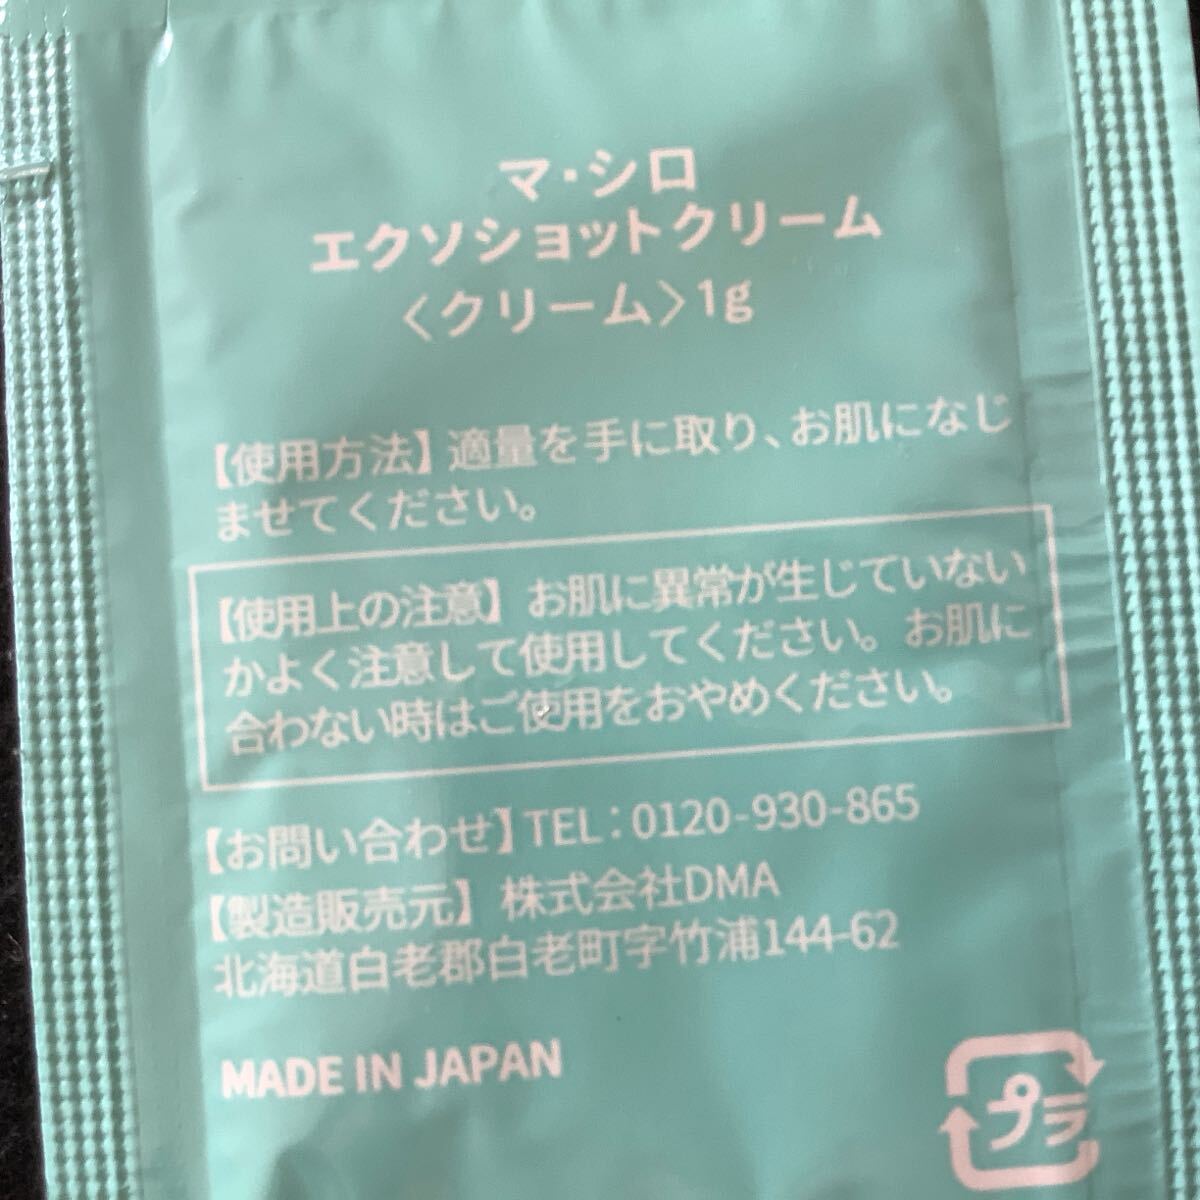 マ・シロ
エクソショットクリーム
〈クリーム〉1g
【使用方法】適量を手に取り、お肌になじ
ませてください。
【使用上の注意】お肌に異常が生じていない
かよく注意して使用してください。お肌に
合わない時はご使用をおやめください。
【お問い合わせ】TEL：0120-930-865
【製造販売元】株式会社DMA
北海道白老郡白老町字竹浦144-62
MADE IN JAPAN
プラ